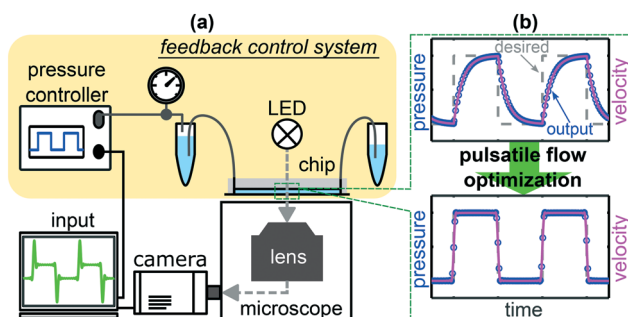 (a)
feedback control system
pressure
controller
LED
chip
input
camera
lens
microscope
(b)
pressure
desired
output
velocity
pulsatile flow
optimization
pressure
velocity
time